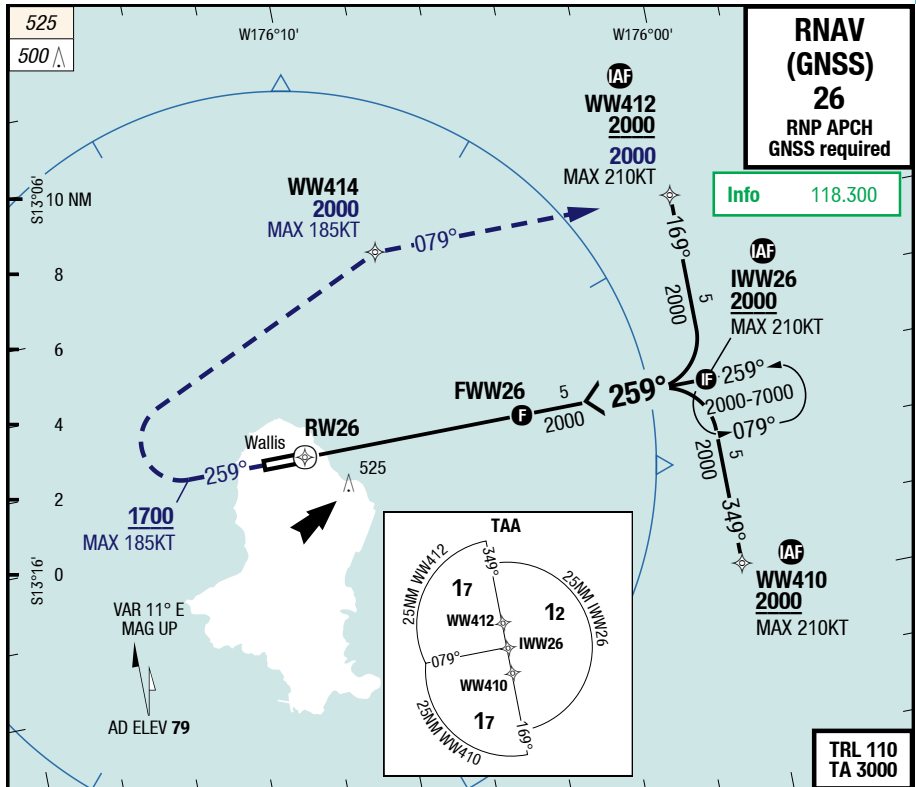 525
500
W176°10'
W176°00'
RNAV
(GNSS)
26
RNP APCH
GNSS required
Info 118.300
IAF
WW412
2000
2000
MAX 210KT
WW414
2000
MAX 185KT
079°
169°
5
2000
IAF
IWW26
2000
MAX 210KT
IF
259°
2000-7000
079°
S13°06'
10 NM
8
6
4
2
0
S13°16'
FWW26
F
5
2000
259°
RW26
Wallis
259°
525
1700
MAX 185KT
5
2000
349°
IAF
WW410
2000
MAX 210KT
TAA
349°
25NM WW412
17
WW412
25NM IWW26
12
IWW26
079°
WW410
17
25NM WW410
169°
VAR 11° E
MAG UP
AD ELEV 79
TRL 110
TA 3000